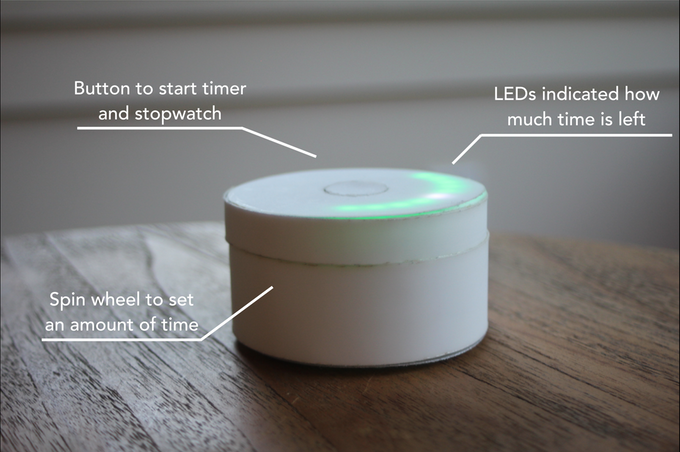 Button to start timer
and stopwatch
LEDs indicated how
much time is left
Spin wheel to set
an amount of time